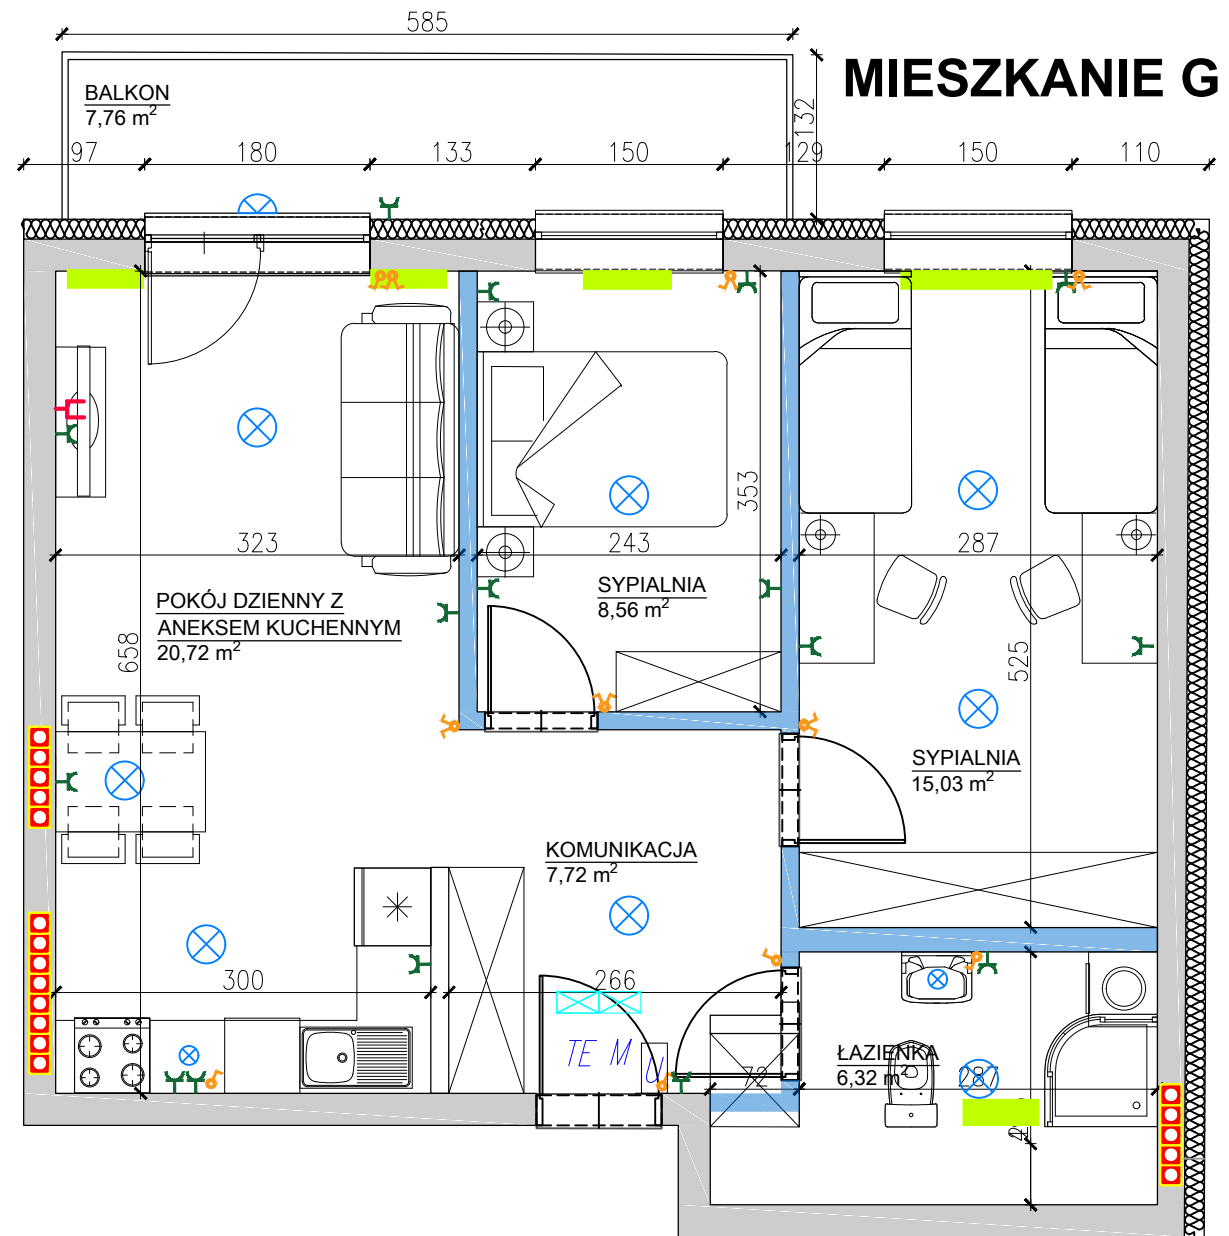 585
MIESZKANIE G
BALKON
7,76 m²
132
97 180 133 150 129 150 110
353
323 243 287
SYPIALNIA
8,56 m²
POKÓJ DZIENNY Z
ANEKSEM KUCHENNYM
20,72 m²
658
525
SYPIALNIA
15,03 m²
KOMUNIKACJA
7,72 m²
300 266
TE M U
ŁAZIENKA
6,32 m²
72 287